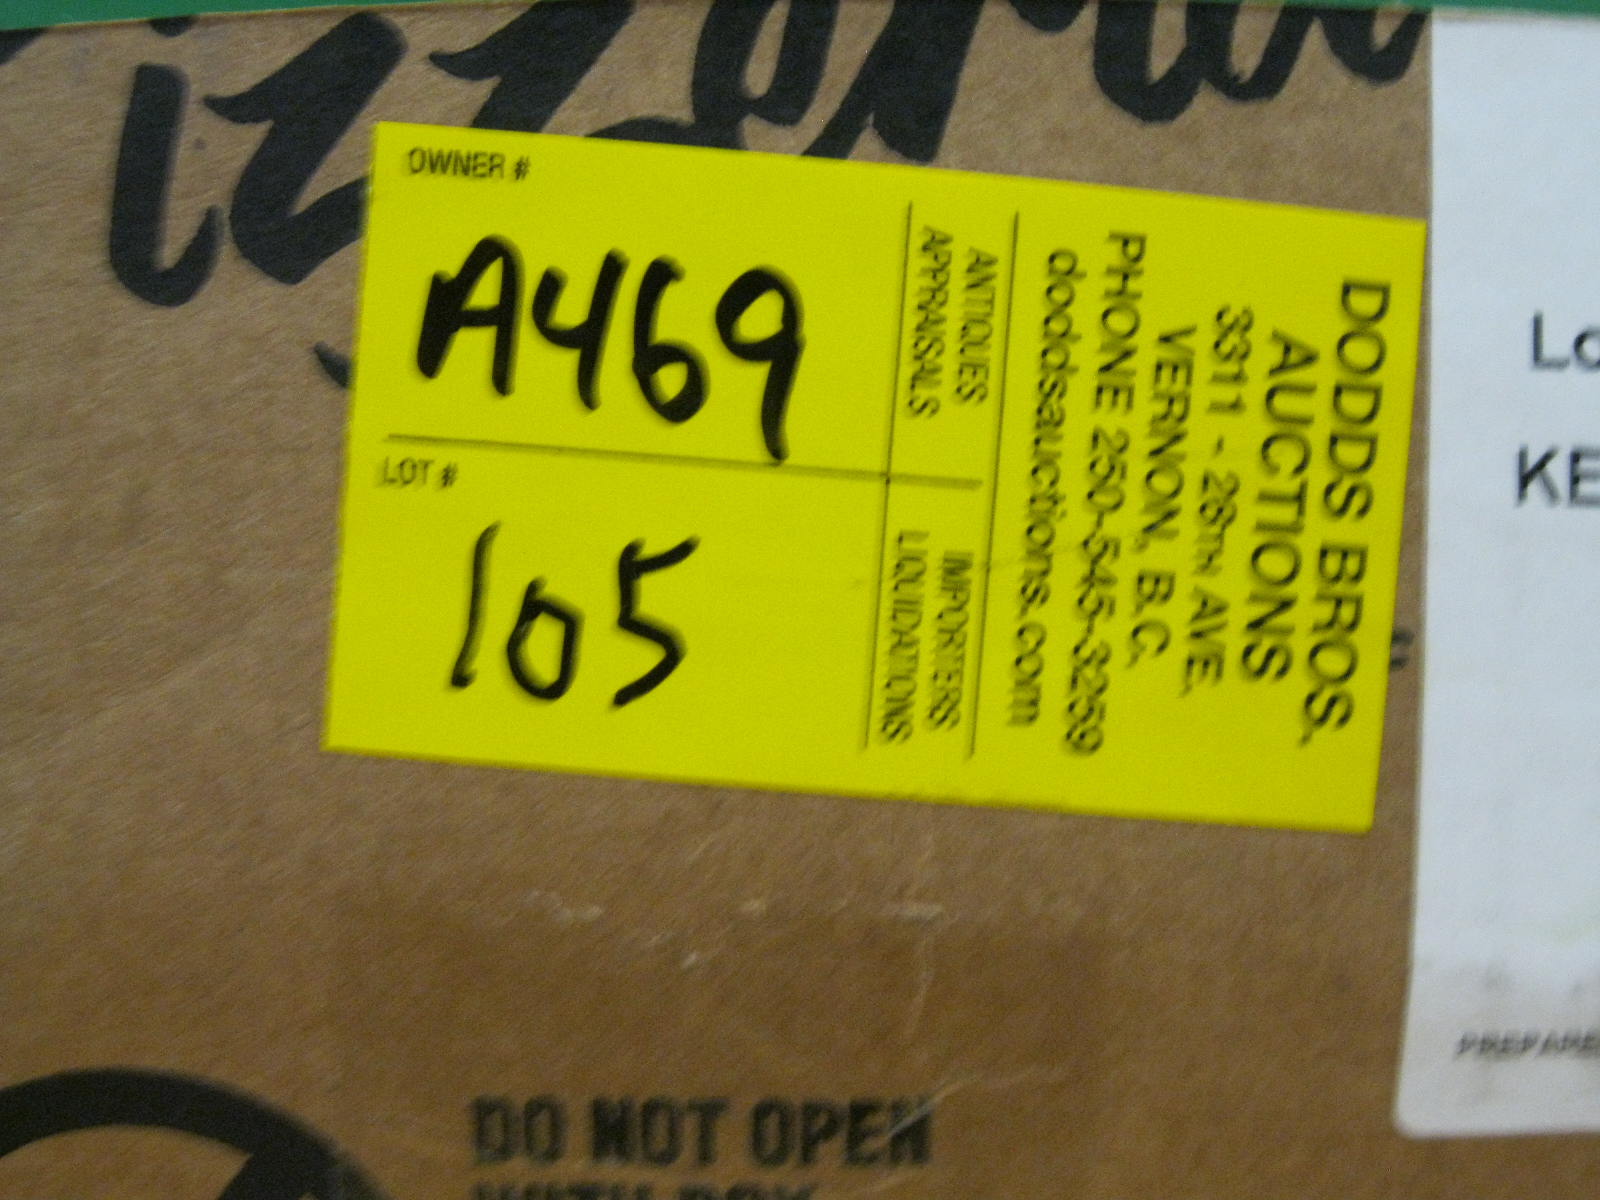 OWNER #
A469
LOT #
105
ANTIQUES
APPRAISALS
IMPORTERS
LIQUIDATIONS
DODDS BROS.
AUCTIONS
3311 - 28TH AVE.
VERNON, B.C.
PHONE 250-545-3259
doddsauctions.com
DO NOT OPEN